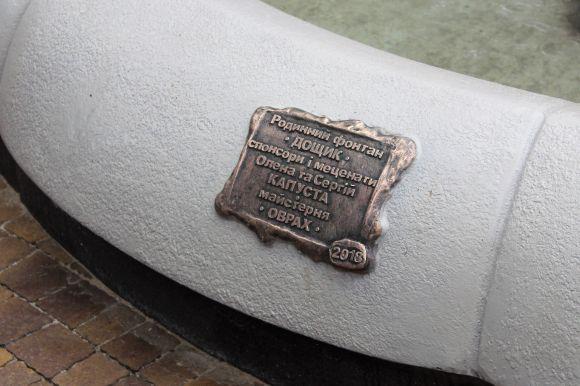 Родинний фонтан
• ДОЩИК •
спонсори і меценати
Олена та Сергій
КАПУСТА
і
майстерня
• ОВРАХ •
2018